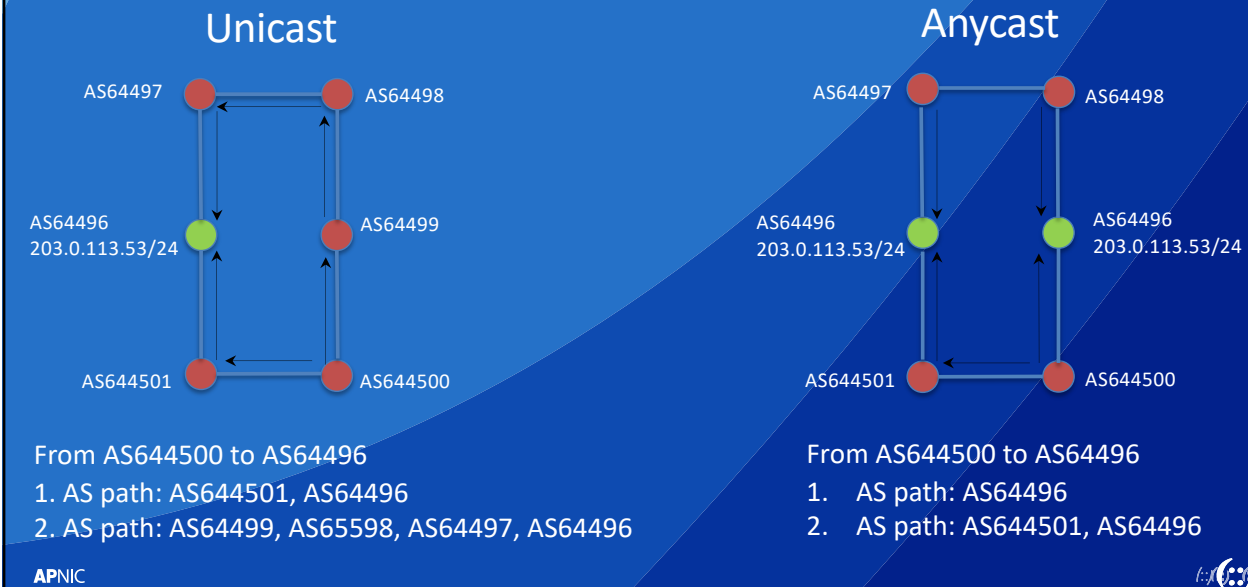 Unicast
AS64497
AS64498
AS64496
203.0.113.53/24
AS64499
AS644501
AS644500
From AS644500 to AS64496
1. AS path: AS644501, AS64496
2. AS path: AS64499, AS65598, AS64497, AS64496
APNIC
Anycast
AS64497
AS64498
AS64496
203.0.113.53/24
AS64496
203.0.113.53/24
AS644501
AS644500
From AS644500 to AS64496
1. AS path: AS64496
2. AS path: AS644501, AS64496